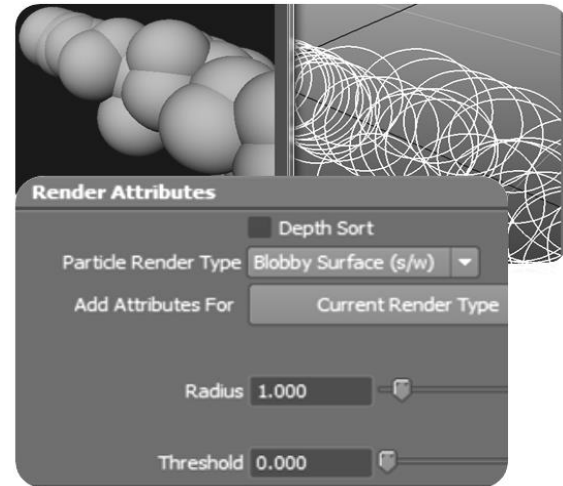 Render Attributes
Depth Sort
Particle Render Type Blobby Surface (s/w)
Add Attributes For Current Render Type
Radius 1.000
Threshold 0.000